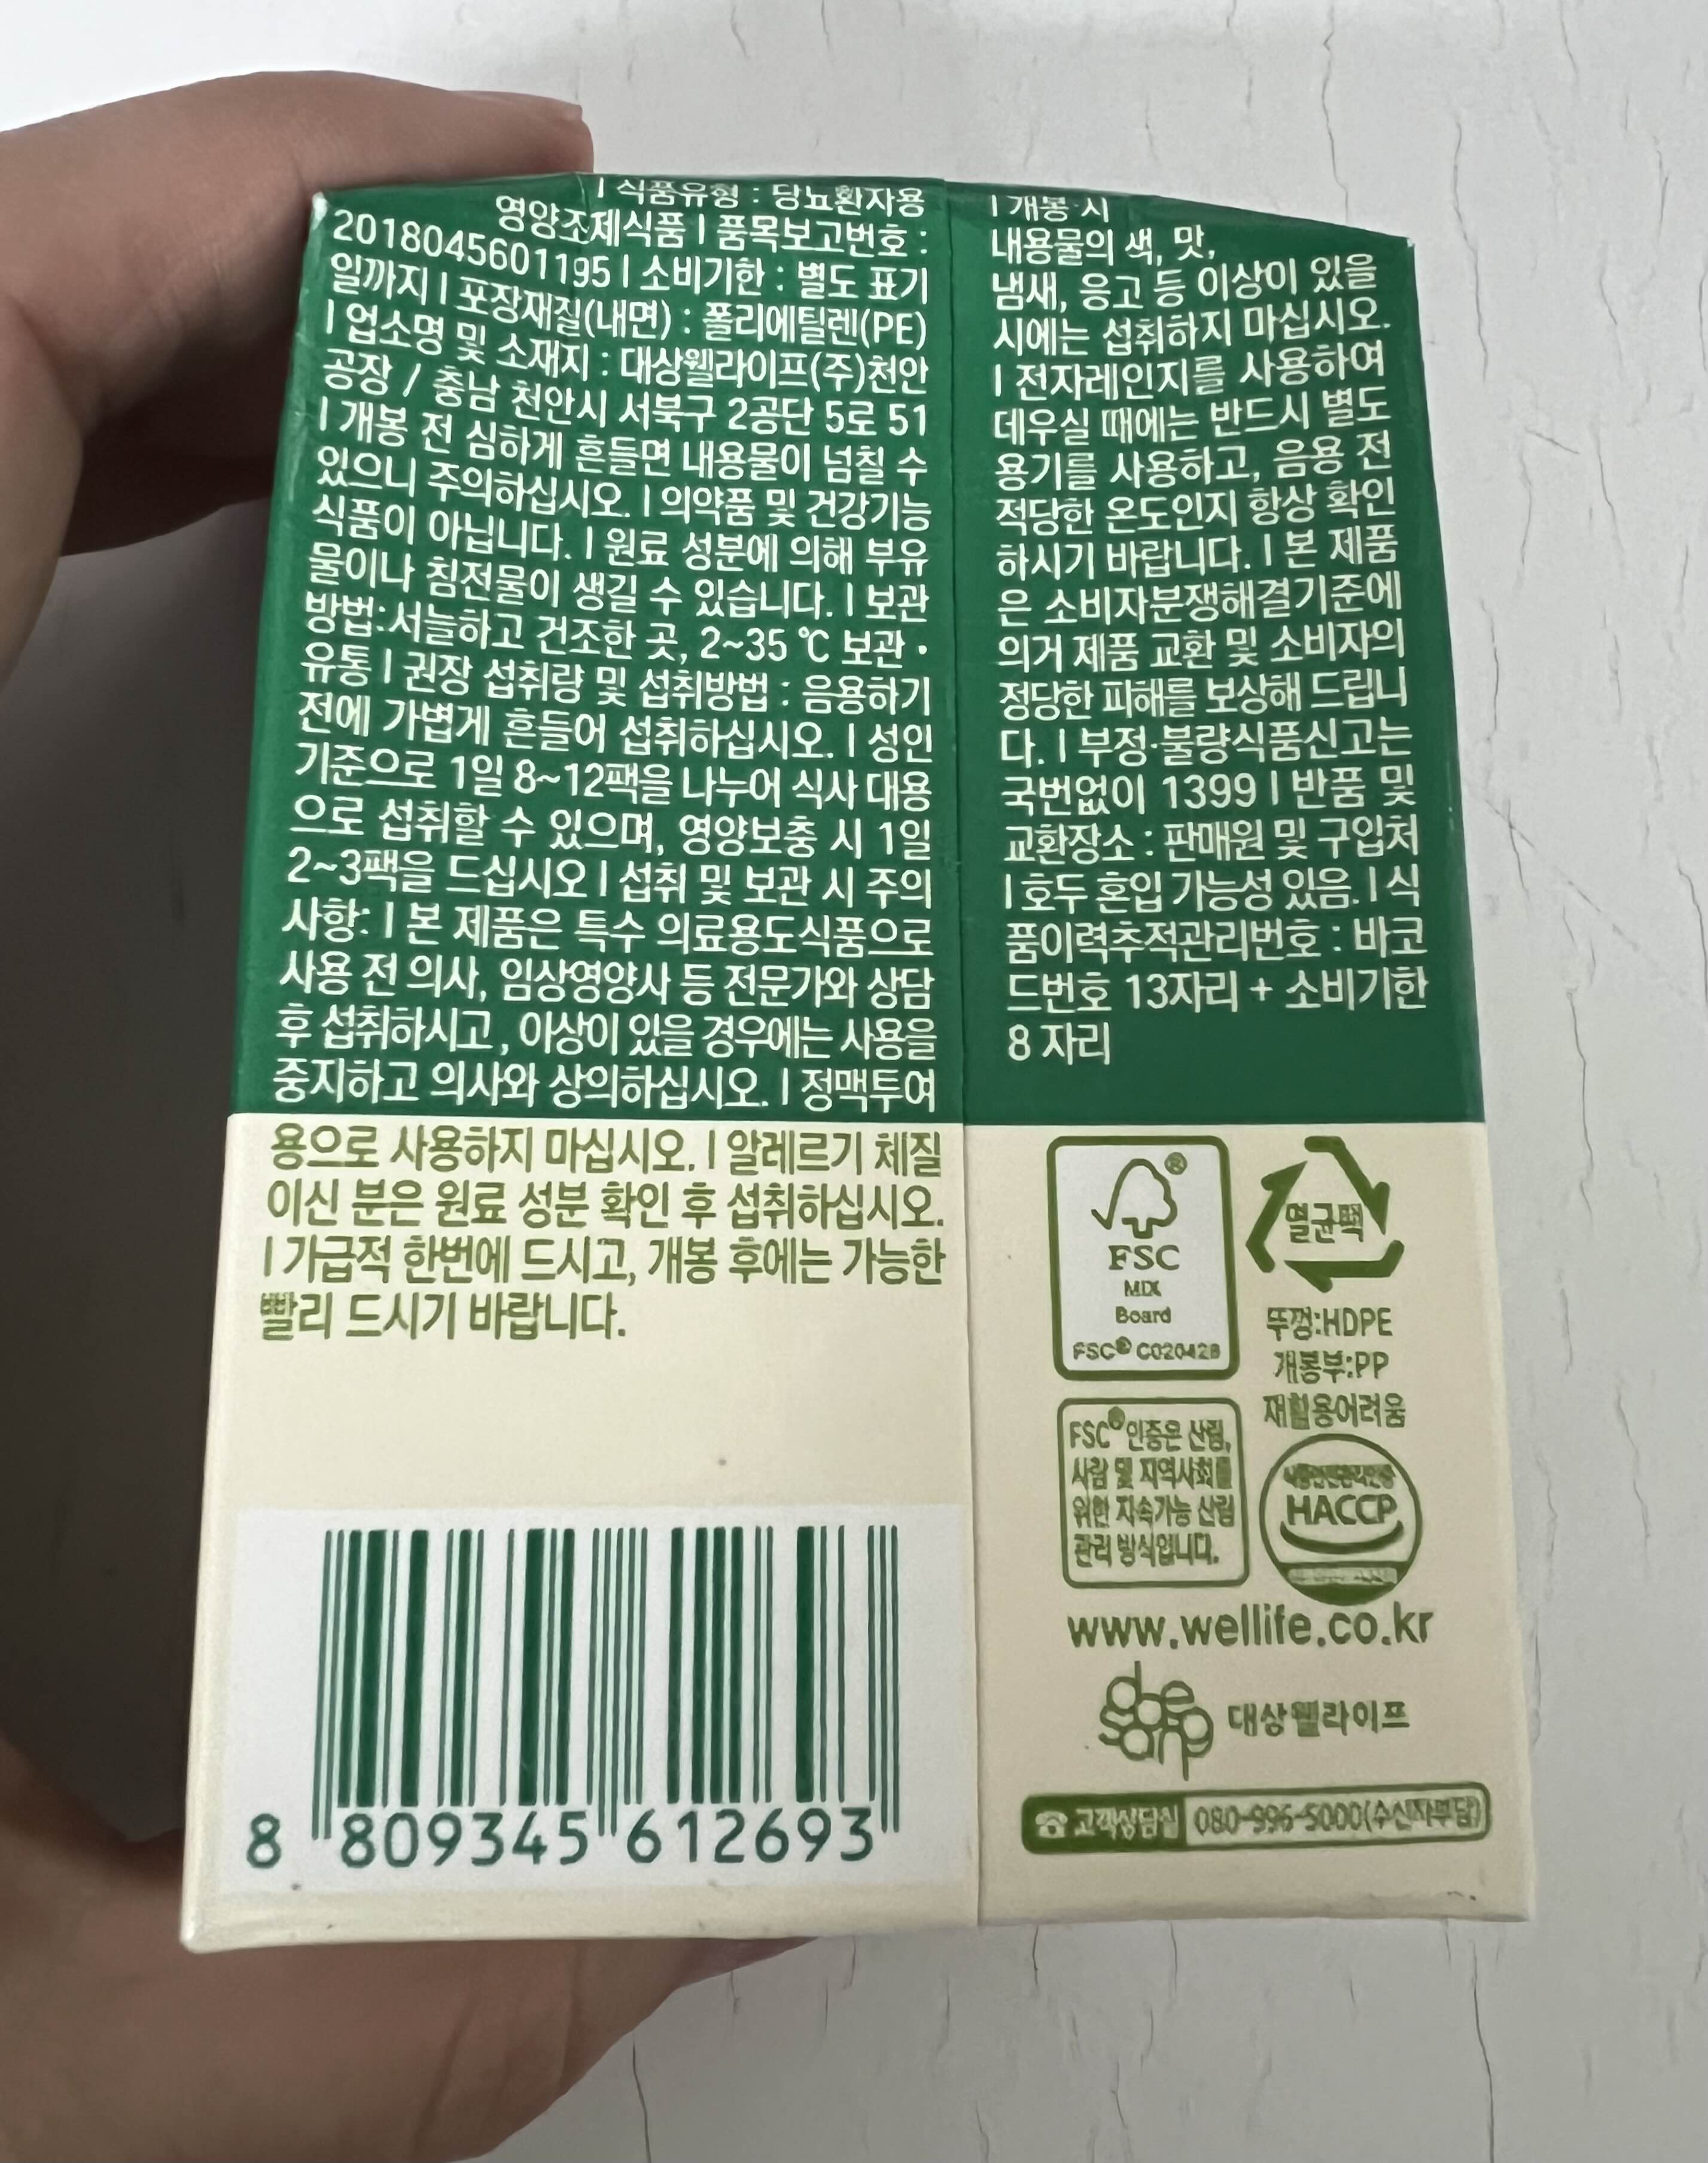 I 식품유형 : 당뇨환자용
영양조제식품 I 품목보고번호 :
2018045601195 I 소비기한 : 별도 표기
일까지 I 포장재질(내면) : 폴리에틸렌(PE)
I 업소명 및 소재지 : 대상웰라이프(주)천안
공장 / 충남 천안시 서북구 2공단 5로 51
I 개봉 전 심하게 흔들면 내용물이 넘칠 수
있으니 주의하십시오. I 의약품 및 건강기능
식품이 아닙니다. I 원료 성분에 의해 부유
물이나 침전물이 생길 수 있습니다. I 보관
방법:서늘하고 건조한 곳, 2~35 ℃ 보관 ·
유통 I 권장 섭취량 및 섭취방법 : 음용하기
전에 가볍게 흔들어 섭취하십시오. I 성인
기준으로 1일 8~12팩을 나누어 식사 대용
으로 섭취할 수 있으며, 영양보충 시 1일
2~3팩을 드십시오 I 섭취 및 보관 시 주의
사항: I 본 제품은 특수 의료용도식품으로
사용 전 의사, 임상영양사 등 전문가와 상담
후 섭취하시고, 이상이 있을 경우에는 사용을
중지하고 의사와 상의하십시오. I 정맥투여
용으로 사용하지 마십시오. I 알레르기 체질
이신 분은 원료 성분 확인 후 섭취하십시오.
I 가급적 한번에 드시고, 개봉 후에는 가능한
빨리 드시기 바랍니다.
8 809345 612693
I 개봉 시
내용물의 색, 맛,
냄새, 응고 등 이상이 있을
시에는 섭취하지 마십시오.
I 전자레인지를 사용하여
데우실 때에는 반드시 별도
용기를 사용하고, 음용 전
적당한 온도인지 항상 확인
하시기 바랍니다. I 본 제품
은 소비자분쟁해결기준에
의거 제품 교환 및 소비자의
정당한 피해를 보상해 드립니
다. I 부정·불량식품신고는
국번없이 1399 I 반품 및
교환장소 : 판매원 및 구입처
I 호두 혼입 가능성 있음. I 식
품이력추적관리번호 : 바코
드번호 13자리 + 소비기한
8 자리
FSC
MIX
Board
FSC® C020428
멸균팩
뚜껑:HDPE
개봉부:PP
재활용어려움
FSC® 인증은 산림,
사람 및 지역사회를
위한 지속가능 산림
관리 방식입니다.
HACCP
www.wellife.co.kr
대상웰라이프
고객상담실 080-996-5000(수신자부담)